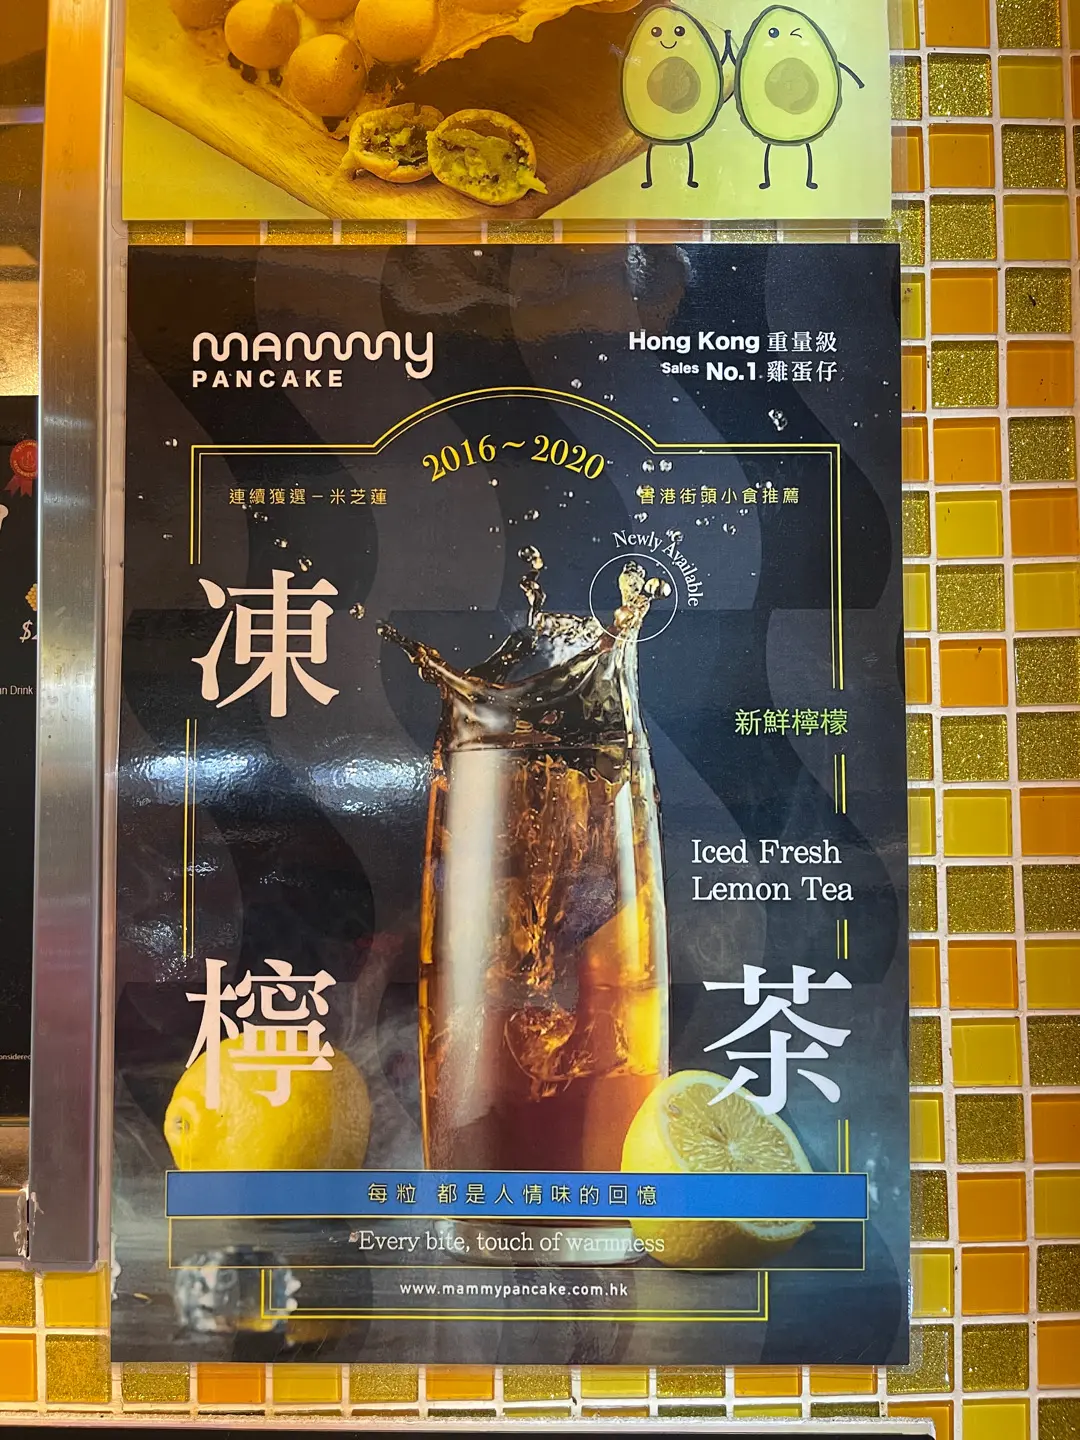 mammy
PANCAKE
Hong Kong 重量級
Sales No.1 雞蛋仔
2016～2020
連續獲選－米芝蓮
香港街頭小食推薦
Newly Available
凍
檸
茶
新鮮檸檬
Iced Fresh
Lemon Tea
每粒 都是人情味的回憶
Every bite, touch of warmness
www.mammypancake.com.hk
Drink